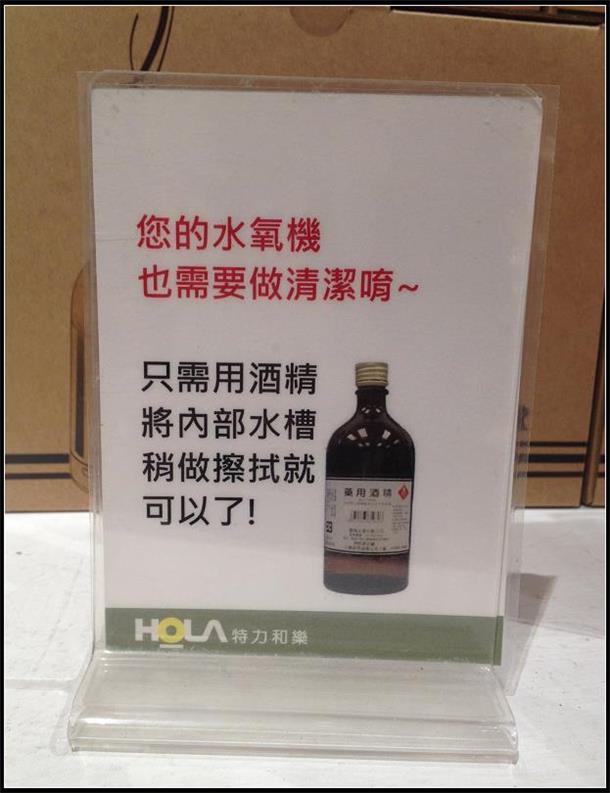 您的水氧機
也需要做清潔唷~
只需用酒精
將內部水槽
稍做擦拭就
可以了!
藥用酒精
HOLA 特力和樂